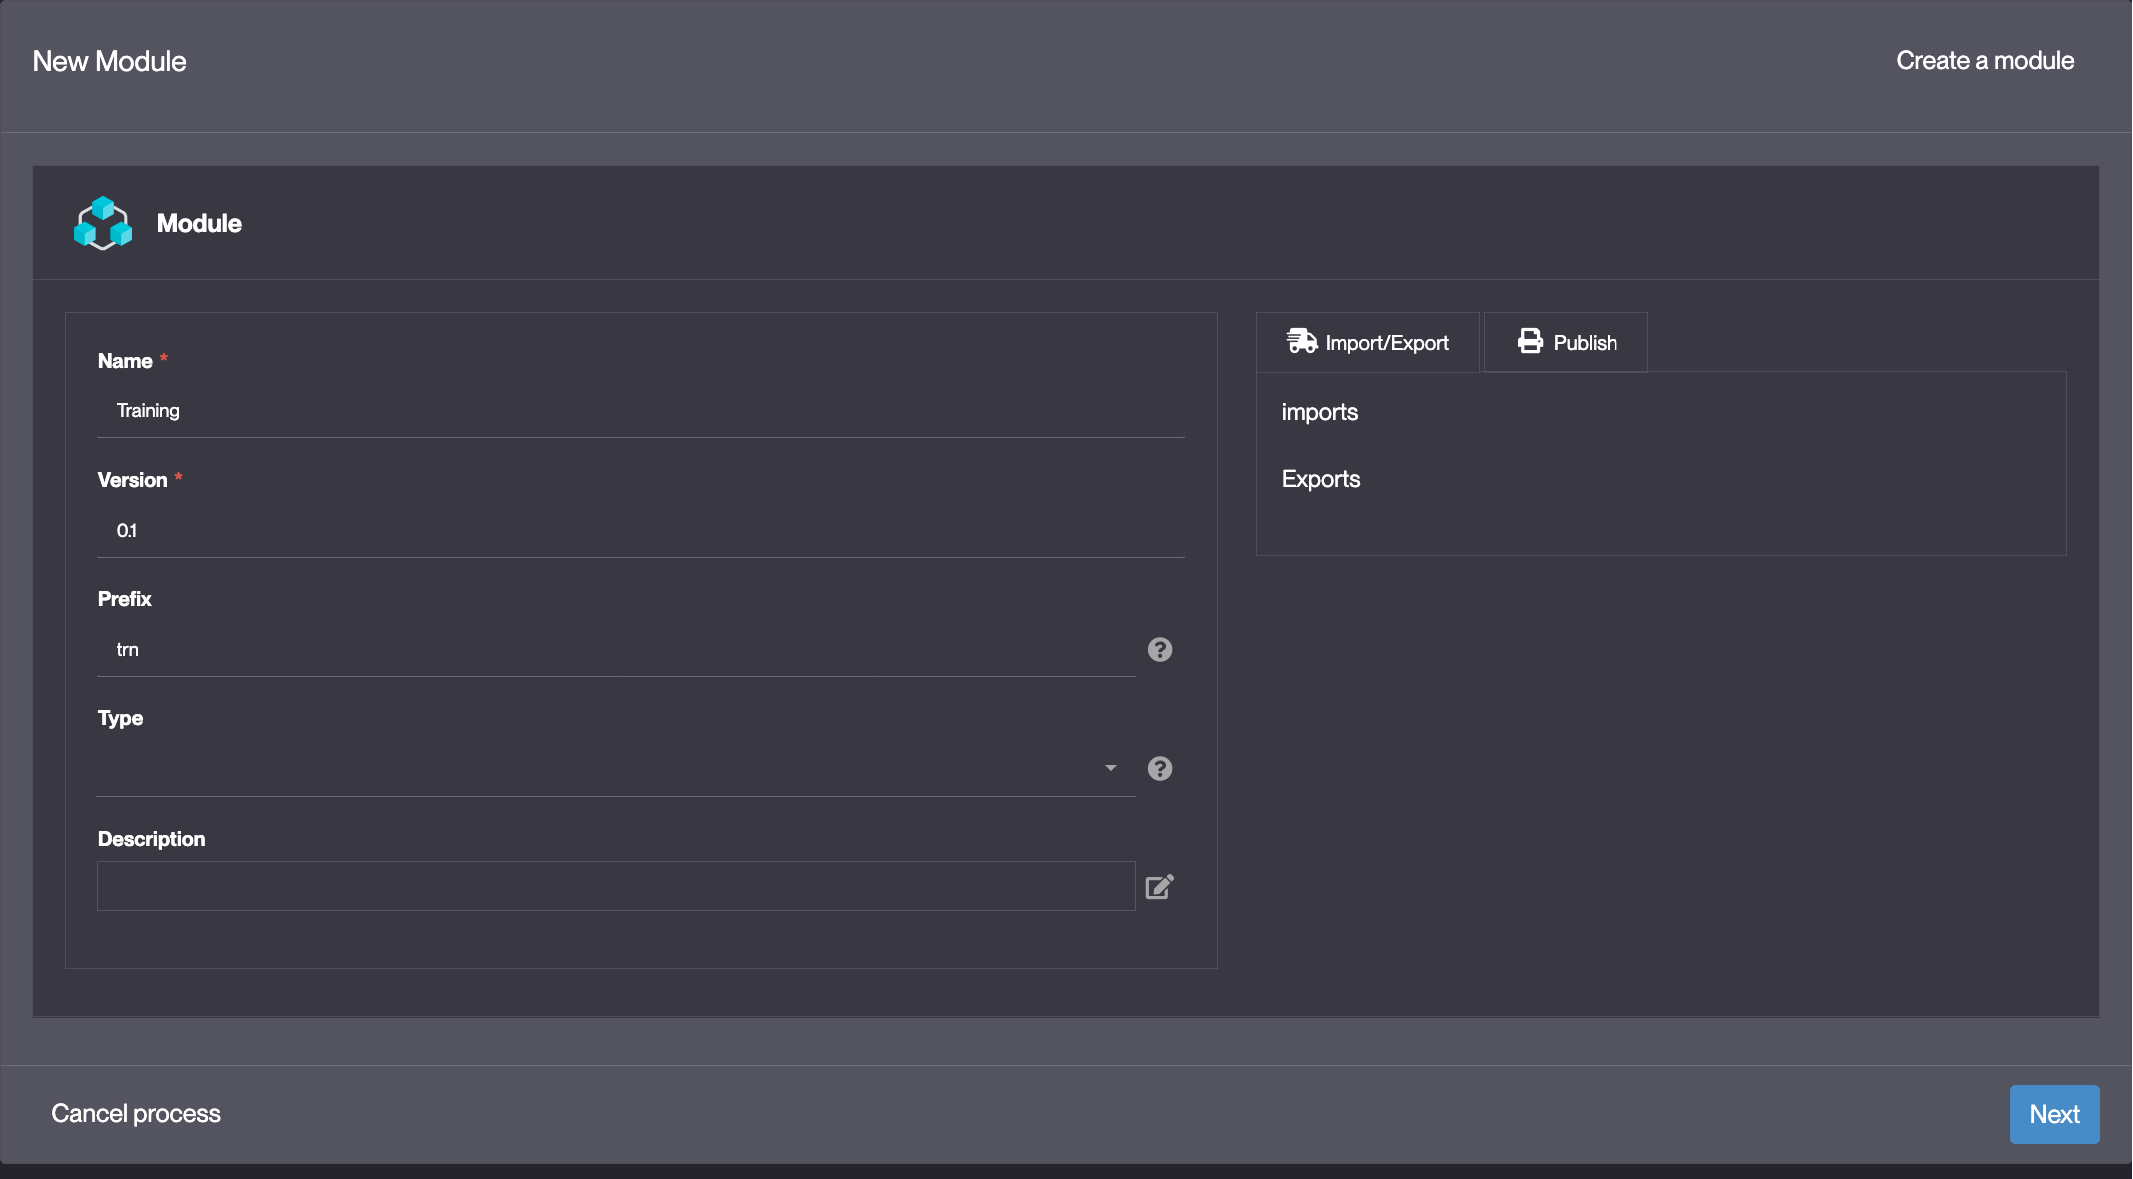 New Module
Create a module
Module
Name *
Training
Version *
0.1
Prefix
trn
Type
Description
Import/Export
Publish
imports
Exports
Cancel process
Next